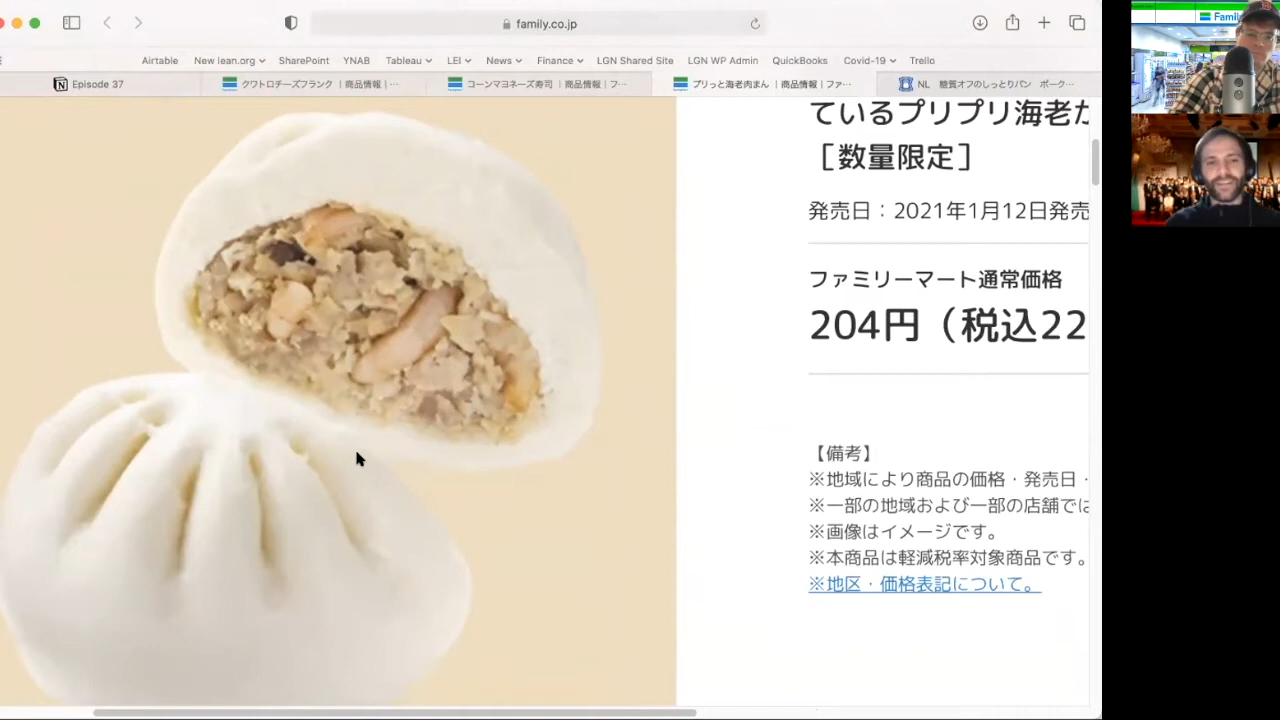 family.co.jp
Airtable New lean.org SharePoint YNAB Tableau LEI News Finance LGN Shared Site LGN WP Admin QuickBooks Covid-19 Trello
Episode 37 クワトロチーズフランク | 商品情報 | … コーンマヨネーズ寿司 | 商品情報 | フ… プリっと海老肉まん | 商品情報 | ファ… NL 糖質オフのしっとりパン ポーク…
ているプリプリ海老か
［数量限定］
発売日：2021年1月12日発売
ファミリーマート通常価格
204円（税込22
【備考】
※地域により商品の価格・発売日・
※一部の地域および一部の店舗では
※画像はイメージです。
※本商品は軽減税率対象商品です。
※地区・価格表記について。
Famil